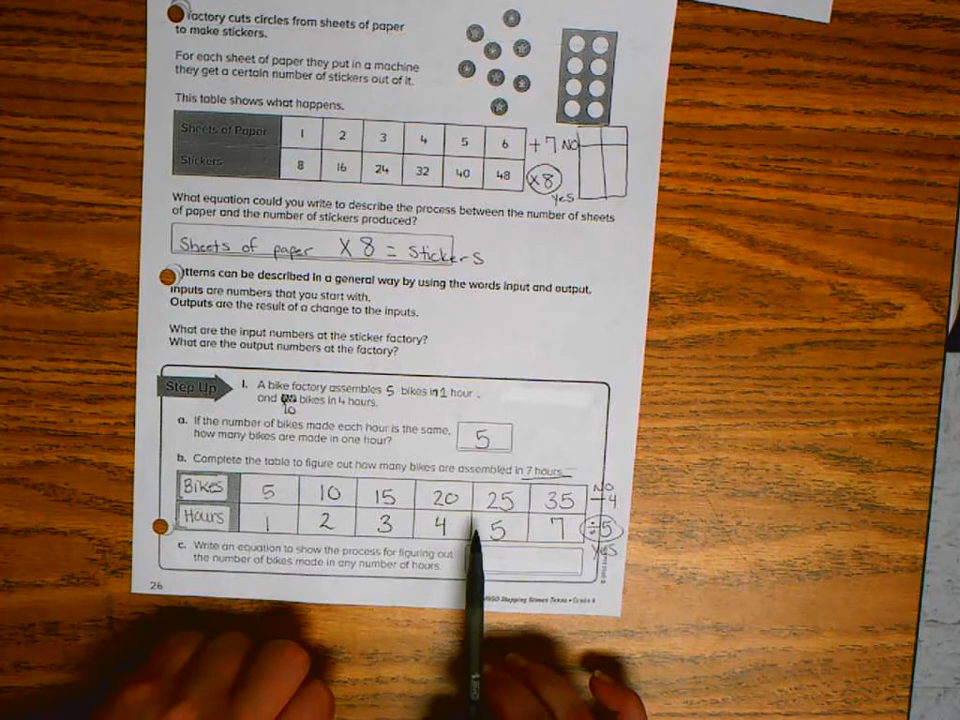 factory cuts circles from sheets of paper
to make stickers.
For each sheet of paper they put in a machine
they get a certain number of stickers out of it.
This table shows what happens.
Sheets of Paper 1 2 3 4 5 6 +7 NO
Stickers 8 16 24 32 40 48 ×8
yes
What equation could you write to describe the process between the number of sheets
of paper and the number of stickers produced?
Sheets of paper × 8 = Stickers
tterns can be described in a general way by using the words input and output.
Inputs are numbers that you start with.
Outputs are the result of a change to the inputs.
What are the input numbers at the sticker factory?
What are the output numbers at the factory?
Step Up 1. A bike factory assembles 5 bikes in 1 hour
and bikes in 4 hours.
10
a. If the number of bikes made each hour is the same,
how many bikes are made in one hour? 5
b. Complete the table to figure out how many bikes are assembled in 7 hours.
NO
Bikes 5 10 15 20 25 35 -4
Hours 1 2 3 4 5 7 ÷5
yes
c. Write an equation to show the process for figuring out
the number of bikes made in any number of hours.
26
Stepping Stones Texas • Grade 4